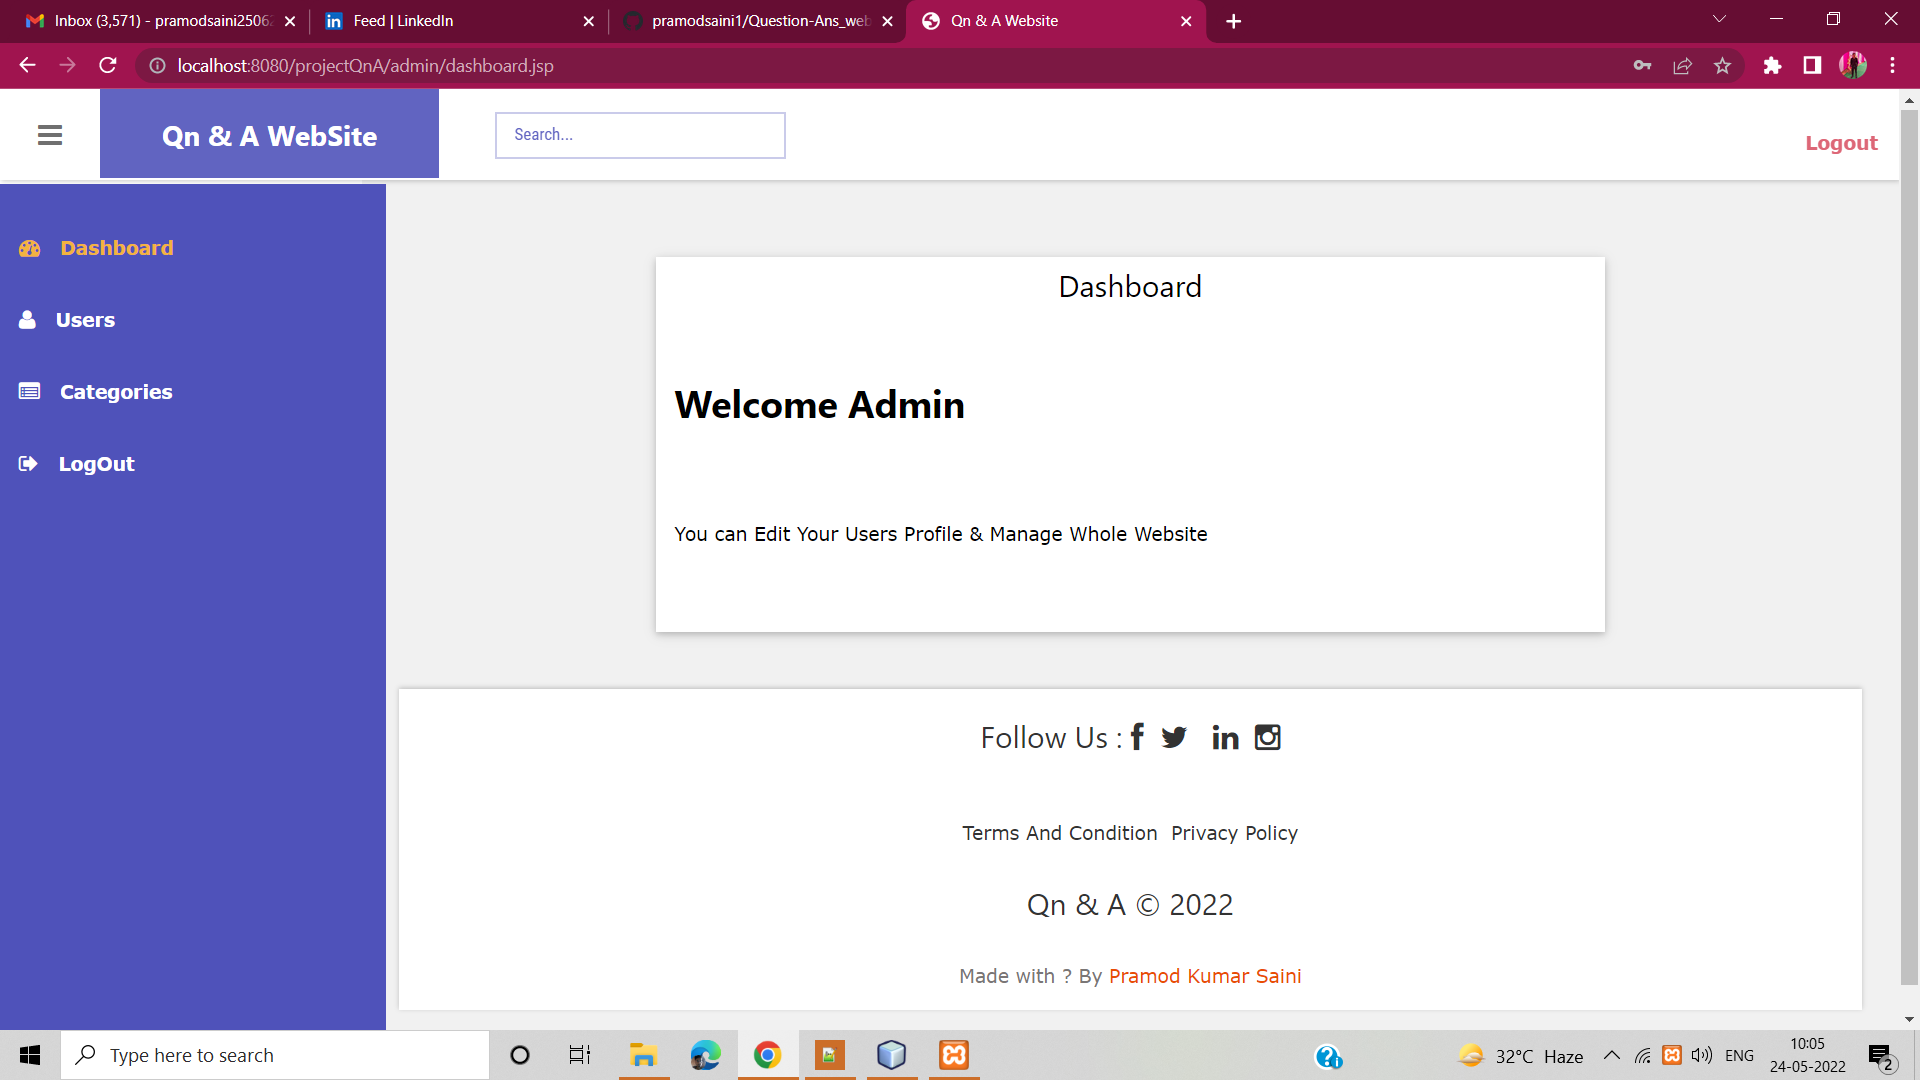 Inbox (3,571) - pramodsaini2506
Feed | LinkedIn
pramodsaini1/Question-Ans_web
Qn & A Website
localhost:8080/projectQnA/admin/dashboard.jsp
Qn & A WebSite
Search...
Logout
Dashboard
Users
Categories
LogOut
Dashboard
Welcome Admin
You can Edit Your Users Profile & Manage Whole Website
Follow Us :
Terms And Condition Privacy Policy
Qn & A © 2022
Made with ? By Pramod Kumar Saini
Type here to search
32°C Haze
ENG
10:05
24-05-2022
2